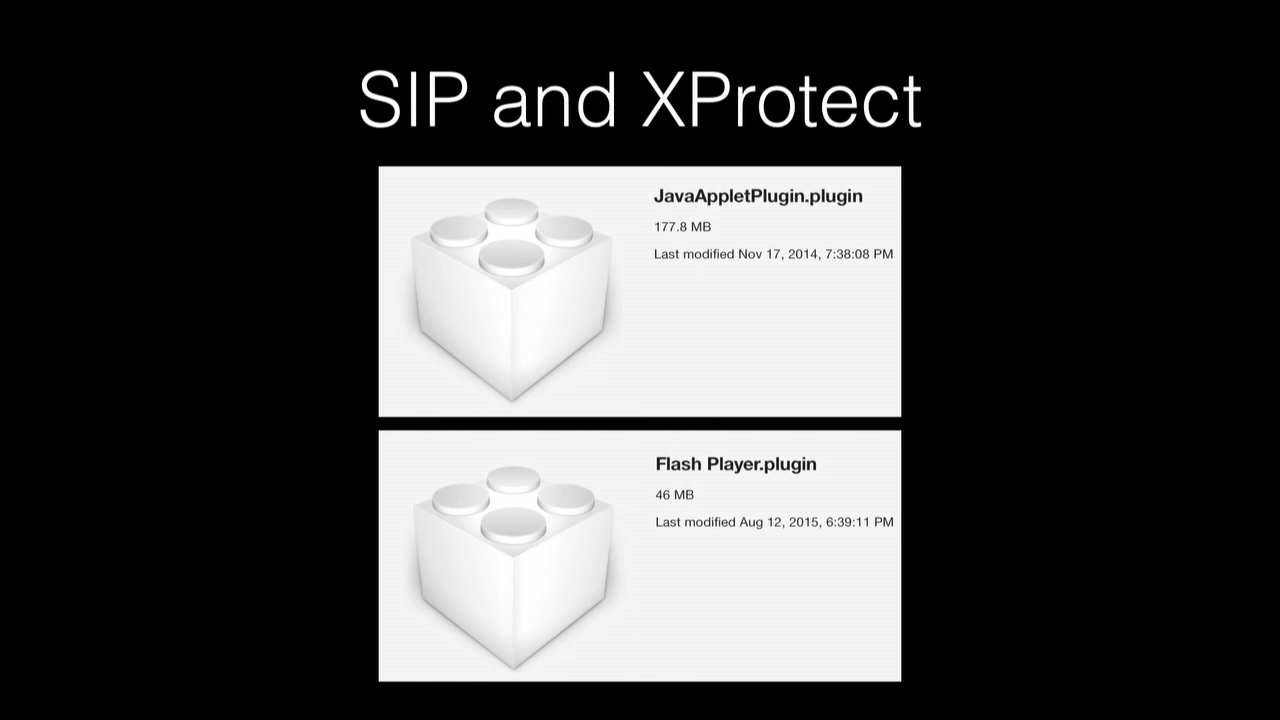 SIP and XProtect
JavaAppletPlugin.plugin
177.8 MB
Last modified Nov 17, 2014, 7:38:08 PM
Flash Player.plugin
46 MB
Last modified Aug 12, 2015, 6:39:11 PM